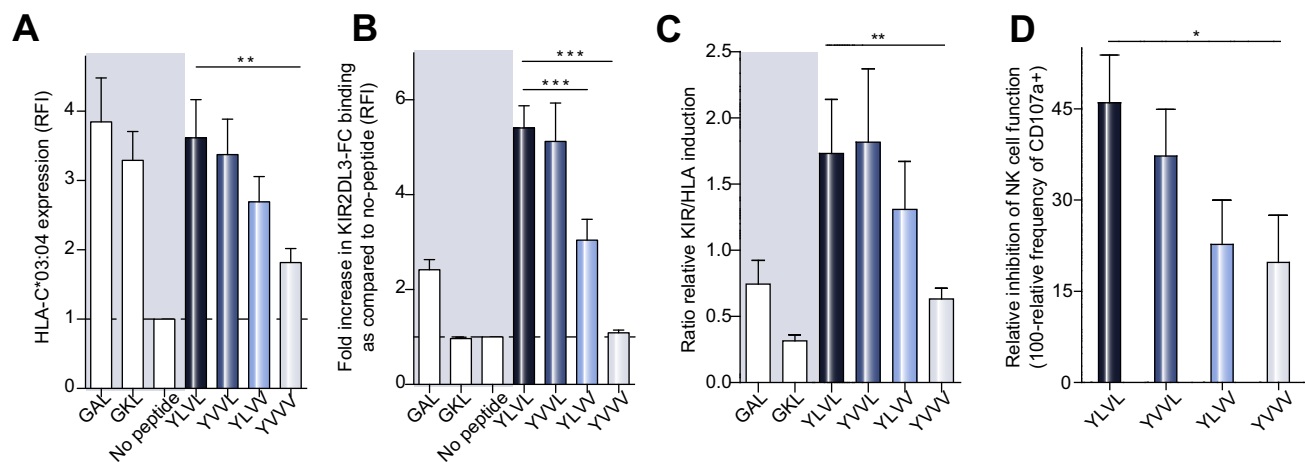 A
HLA-C*03:04 expression (RFI)
4
3
2
1
0
**
GAL
GKL
No peptide
YLVL
YVVL
YLVV
YVVV
B
Fold increase in KIR2DL3-FC binding
as compared to no-peptide (RFI)
6
4
2
0
***
***
GAL
GKL
No peptide
YLVL
YVVL
YLVV
YVVV
C
Ratio relative KIR/HLA induction
2.5
2.0
1.5
1.0
0.5
0.0
**
GAL
GKL
YLVL
YVVL
YLVV
YVVV
D
Relative inhibition of NK cell function
(100-relative frequency of CD107a+)
45
30
15
0
*
YLVL
YVVL
YLVV
YVVV